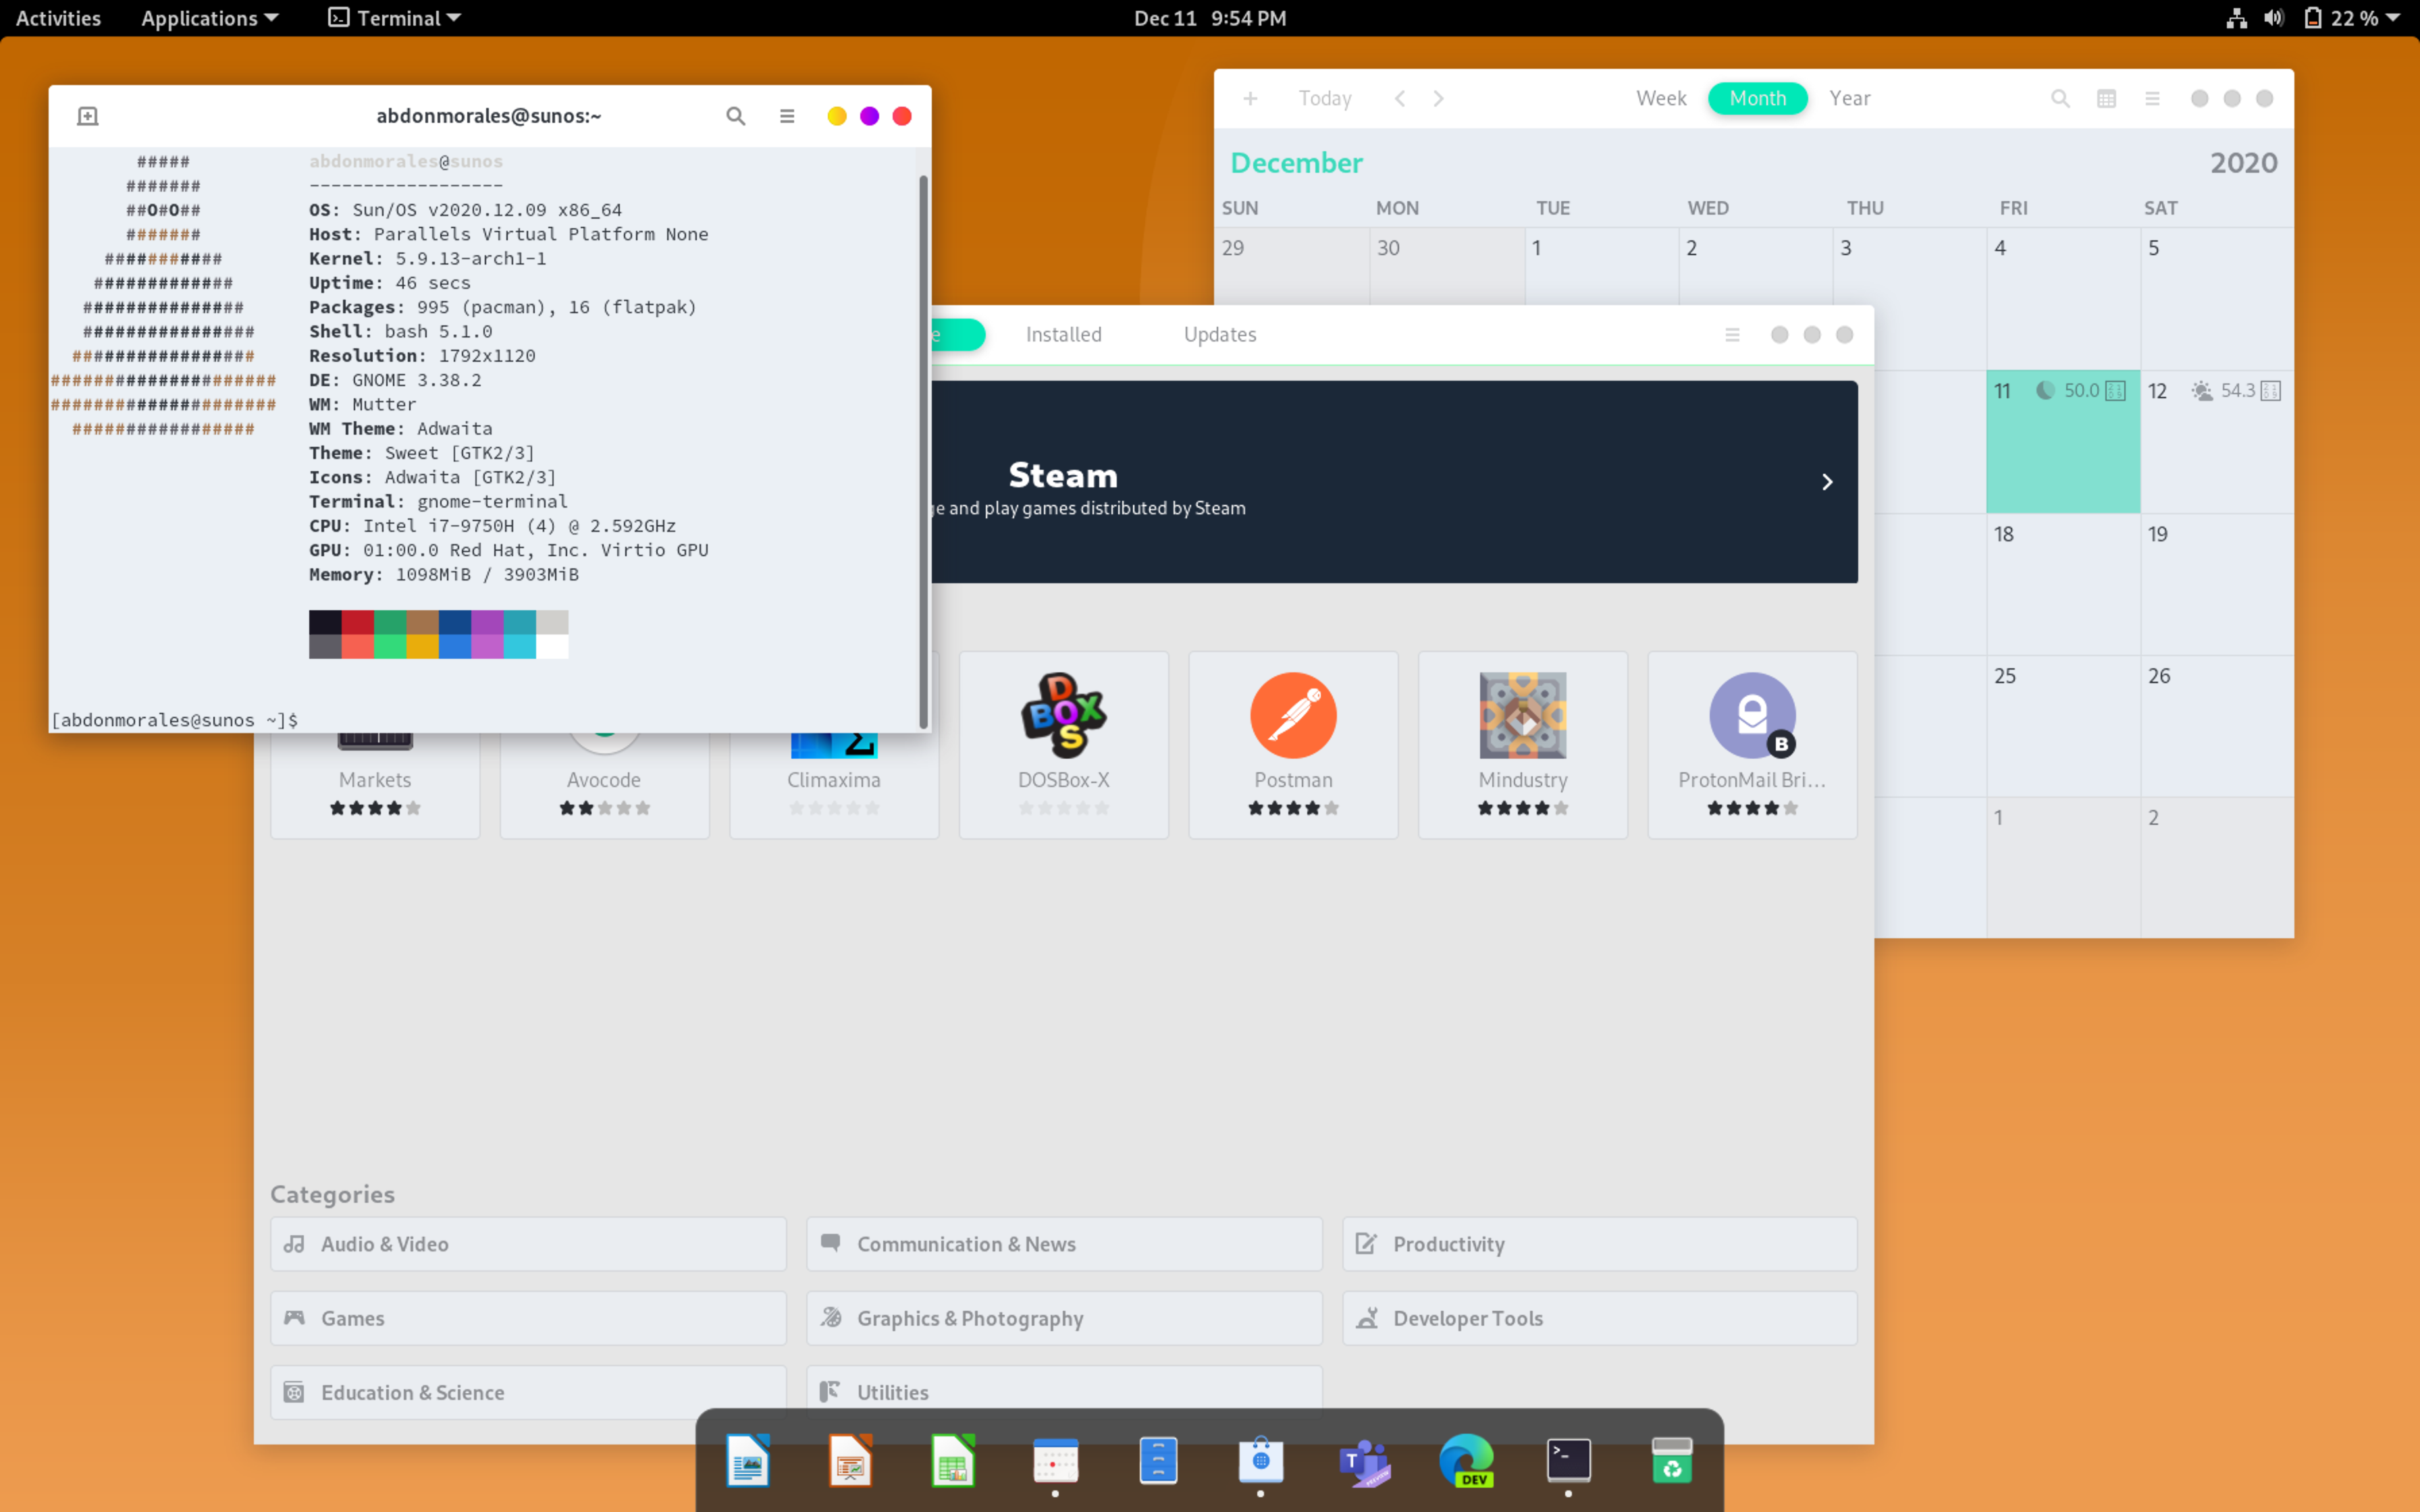 Activities Applications Terminal Dec 11 9:54 PM 22 %
abdonmorales@sunos:~
##### abdonmorales@sunos
####### -------------------
##O#O## OS: Sun/OS v2020.12.09 x86_64
####### Host: Parallels Virtual Platform None
########### Kernel: 5.9.13-arch1-1
############# Uptime: 46 secs
############### Packages: 995 (pacman), 16 (flatpak)
################ Shell: bash 5.1.0
################# Resolution: 1792x1120
##################### DE: GNOME 3.38.2
##################### WM: Mutter
################# WM Theme: Adwaita
Theme: Sweet [GTK2/3]
Icons: Adwaita [GTK2/3]
Terminal: gnome-terminal
CPU: Intel i7-9750H (4) @ 2.592GHz
GPU: 01:00.0 Red Hat, Inc. Virtio GPU
Memory: 1098MiB / 3903MiB
[abdonmorales@sunos ~]$
Today Week Month Year
December 2020
SUN MON TUE WED THU FRI SAT
29 30 1 2 3 4 5
11 50.0 12 54.3
18 19
25 26
1 2
Installed Updates
Steam
and play games distributed by Steam
Markets Avocode Climaxima DOSBox-X Postman Mindustry ProtonMail Bri…
Categories
Audio & Video Communication & News Productivity
Games Graphics & Photography Developer Tools
Education & Science Utilities
DEV